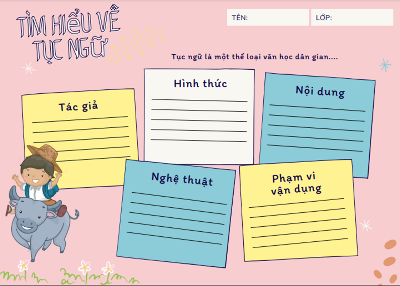 TÌM HIỂU VỀ
TỤC NGỮ
TÊN:
LỚP:
Tục ngữ là một thể loại văn học dân gian....
Tác giả
Hình thức
Nội dung
Nghệ thuật
Phạm vi
vận dụng